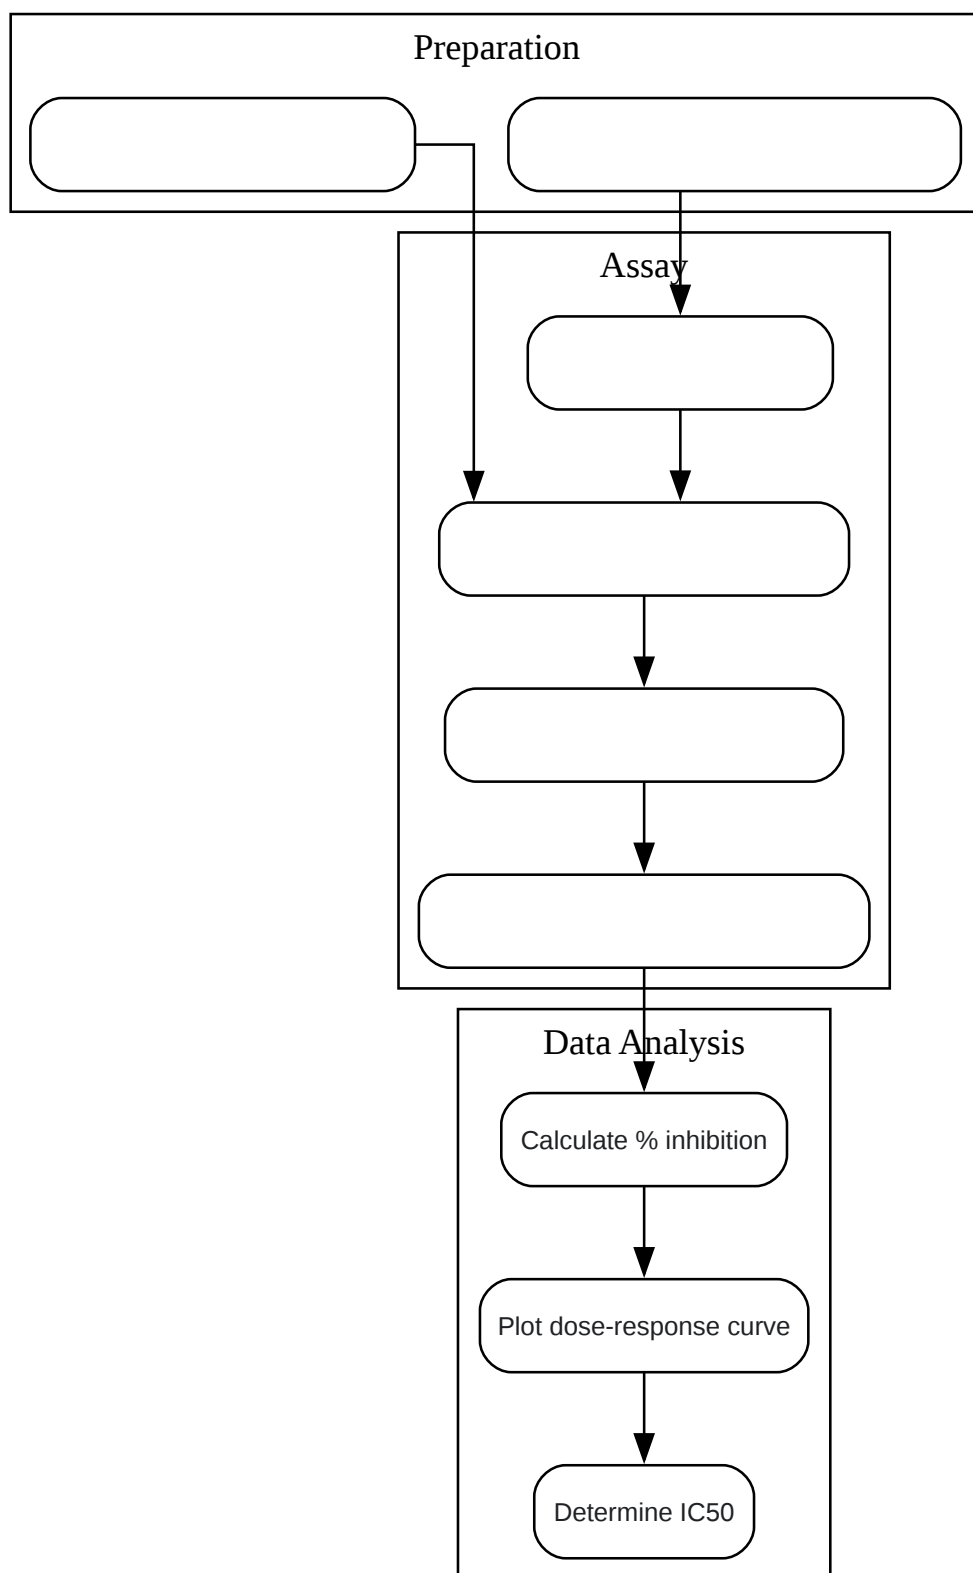 Preparation
Assay
Data Analysis
Calculate % inhibition
Plot dose-response curve
Determine IC50